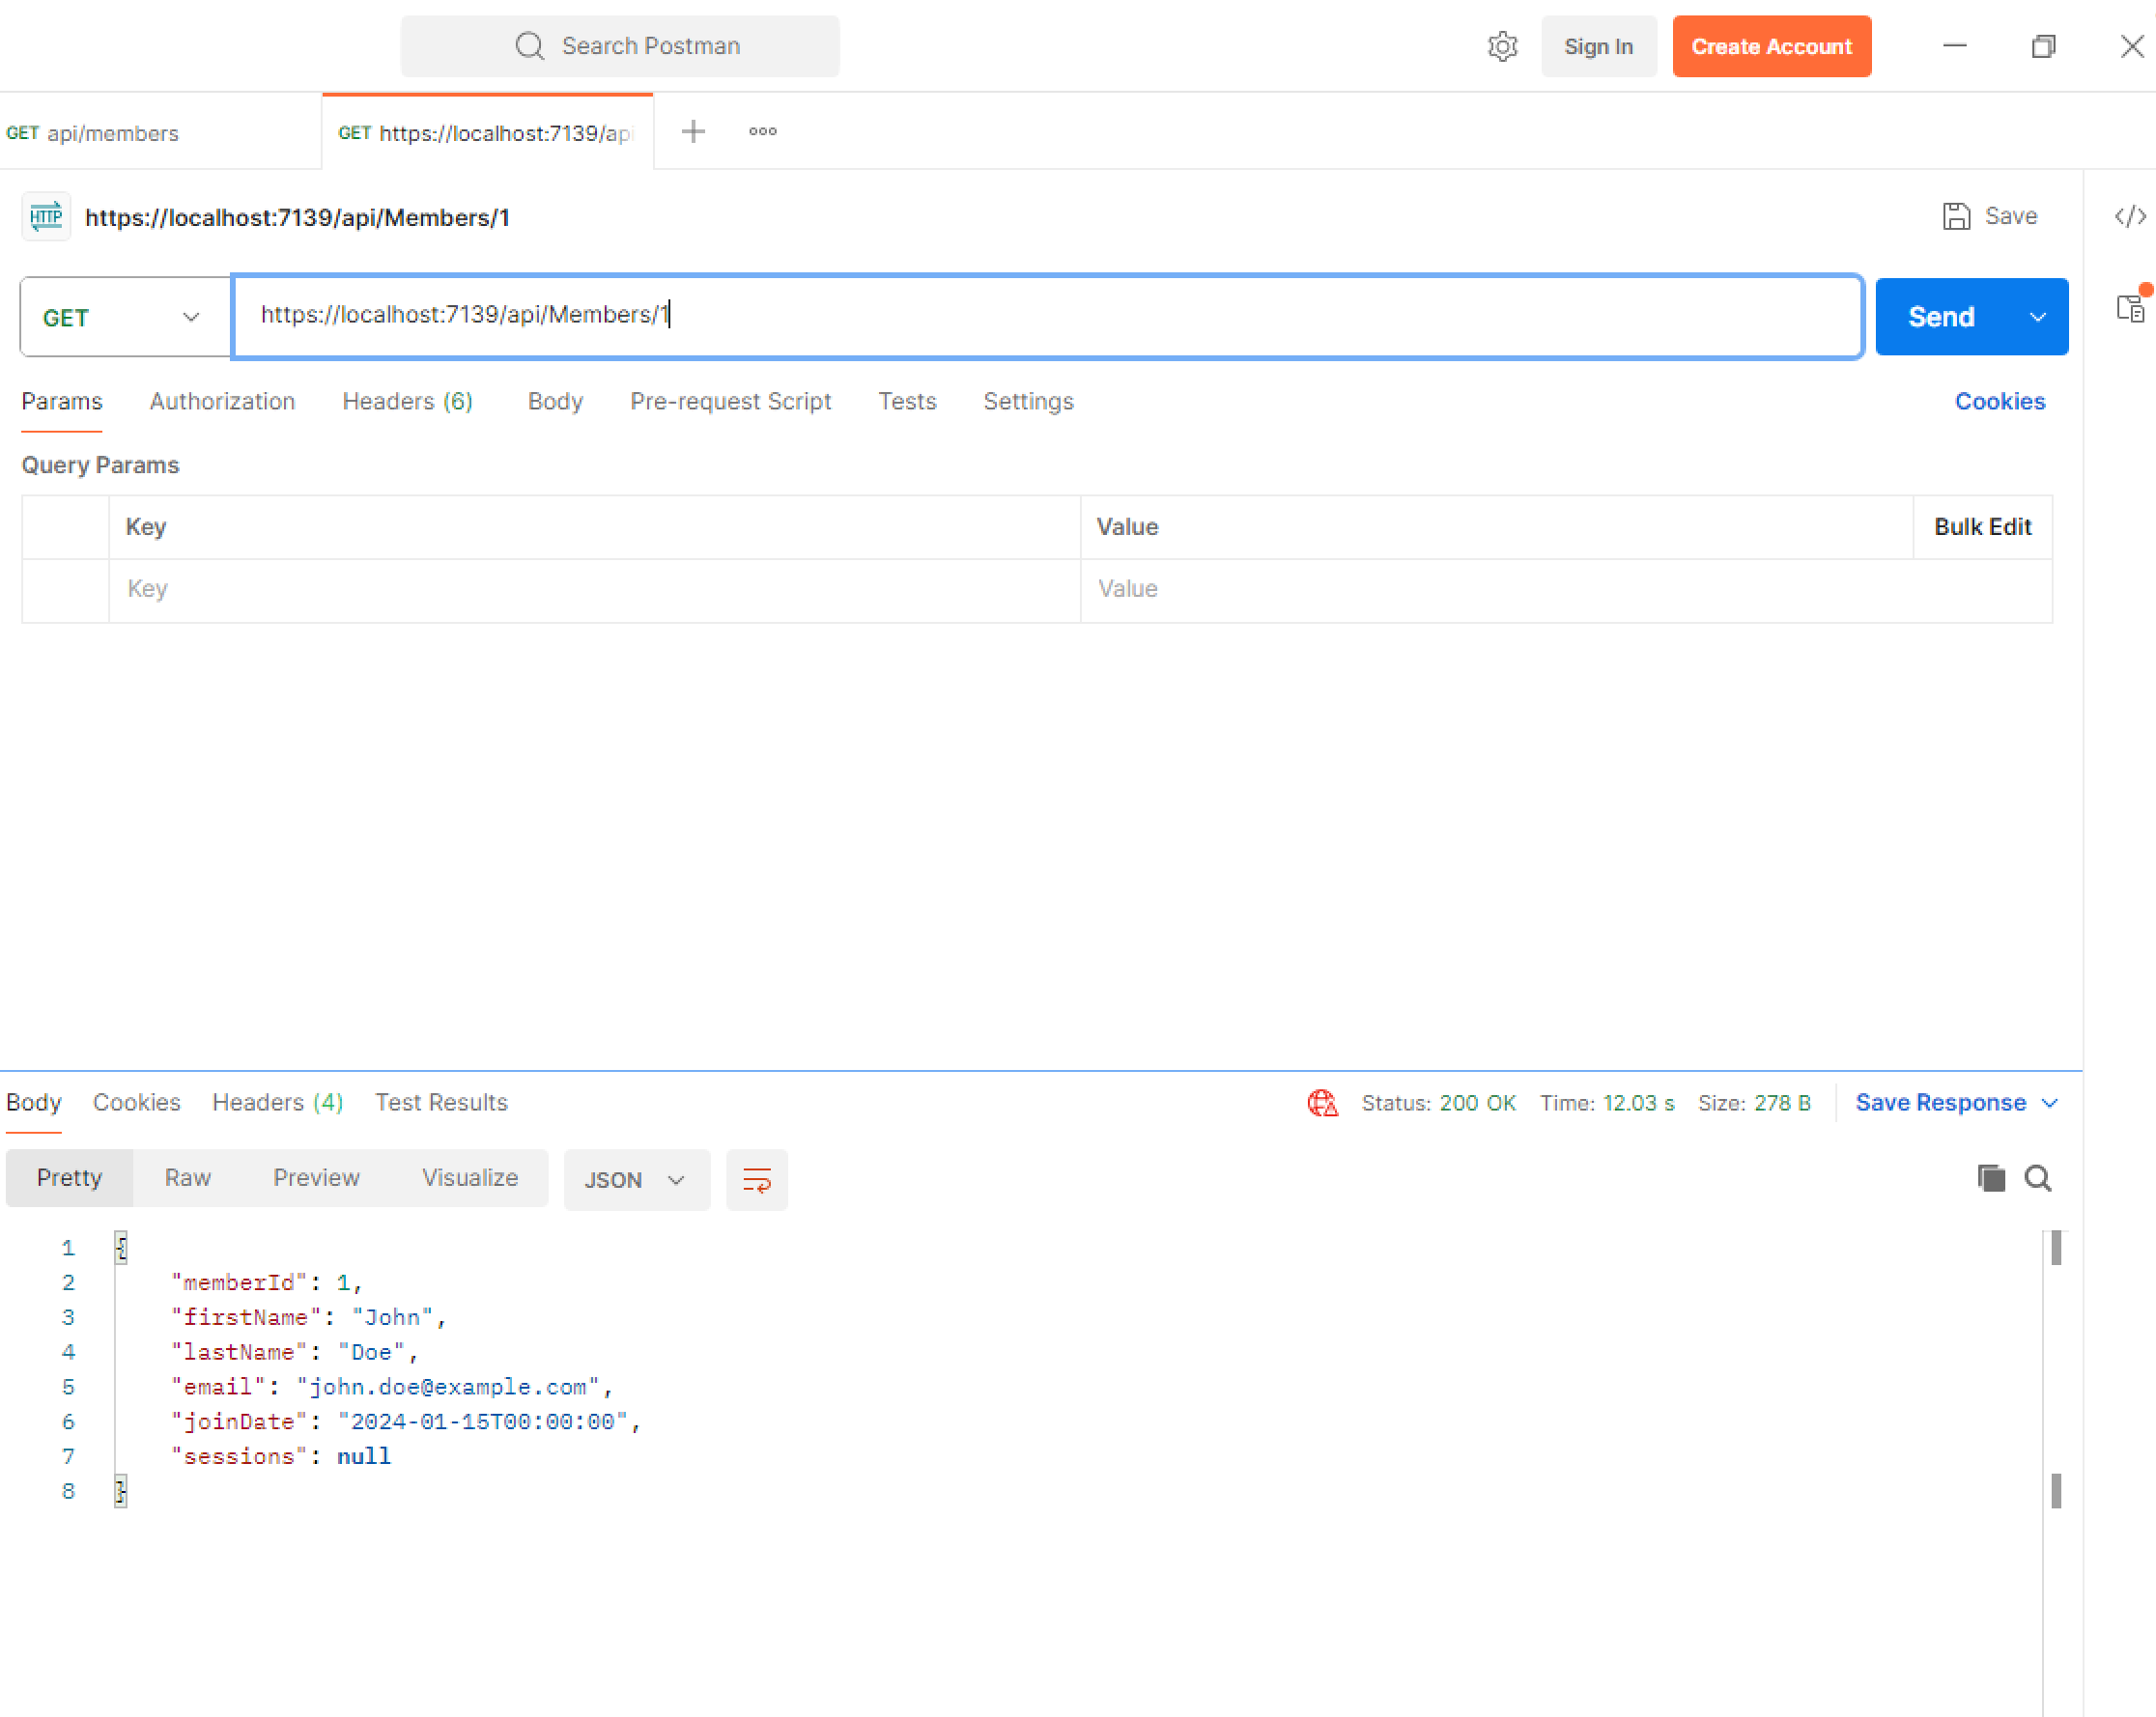 Search Postman
Sign In
Create Account
GET api/members
GET https://localhost:7139/api
HTTP
https://localhost:7139/api/Members/1
Save
GET
https://localhost:7139/api/Members/1
Send
Params Authorization Headers (6) Body Pre-request Script Tests Settings Cookies
Query Params
Key Value Bulk Edit
Key Value
Body Cookies Headers (4) Test Results Status: 200 OK Time: 12.03 s Size: 278 B Save Response
Pretty Raw Preview Visualize JSON
1 {
2 "memberId": 1,
3 "firstName": "John",
4 "lastName": "Doe",
5 "email": "john.doe@example.com",
6 "joinDate": "2024-01-15T00:00:00",
7 "sessions": null
8 }